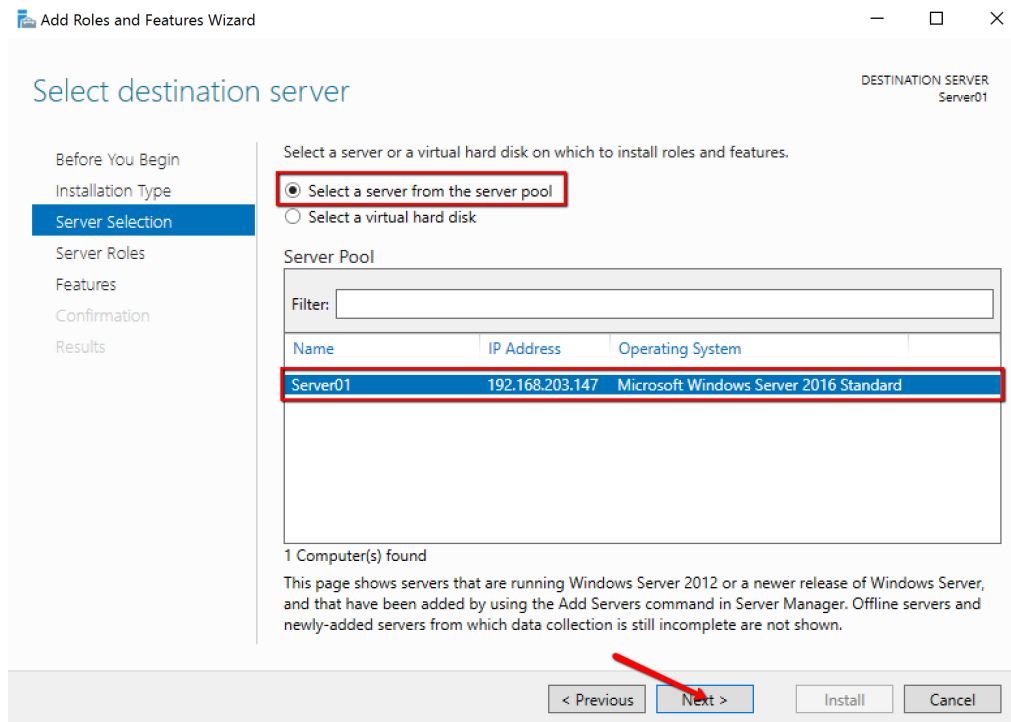 Add Roles and Features Wizard
Select destination server
DESTINATION SERVER
Server01
Before You Begin
Installation Type
Server Selection
Server Roles
Features
Confirmation
Results
Select a server or a virtual hard disk on which to install roles and features.
Select a server from the server pool
Select a virtual hard disk
Server Pool
Filter:
Name IP Address Operating System
Server01 192.168.203.147 Microsoft Windows Server 2016 Standard
1 Computer(s) found
This page shows servers that are running Windows Server 2012 or a newer release of Windows Server,
and that have been added by using the Add Servers command in Server Manager. Offline servers and
newly-added servers from which data collection is still incomplete are not shown.
< Previous Next > Install Cancel